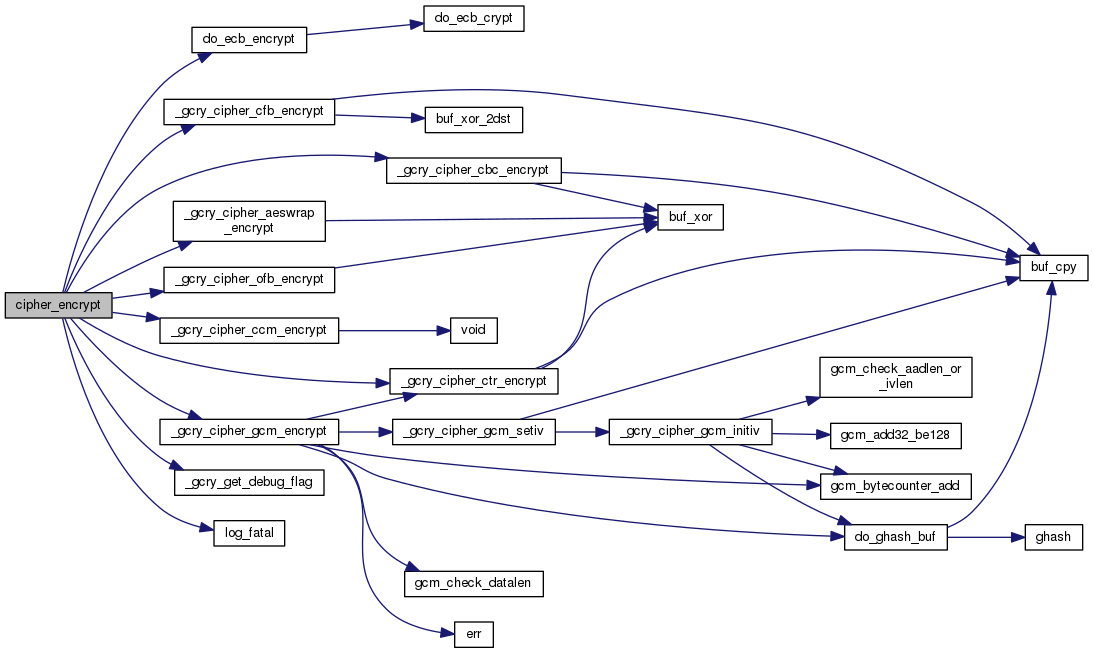 do_ecb_crypt
do_ecb_encrypt
_gcry_cipher_cfb_encrypt
buf_xor_2dst
_gcry_cipher_cbc_encrypt
_gcry_cipher_aeswrap
_encrypt
buf_xor
buf_cpy
_gcry_cipher_ofb_encrypt
cipher_encrypt
_gcry_cipher_ccm_encrypt
void
_gcry_cipher_ctr_encrypt
gcm_check_aadlen_or
_ivlen
_gcry_cipher_gcm_encrypt
_gcry_cipher_gcm_setiv
_gcry_cipher_gcm_initiv
gcm_add32_be128
_gcry_get_debug_flag
gcm_bytecounter_add
log_fatal
do_ghash_buf
ghash
gcm_check_datalen
err